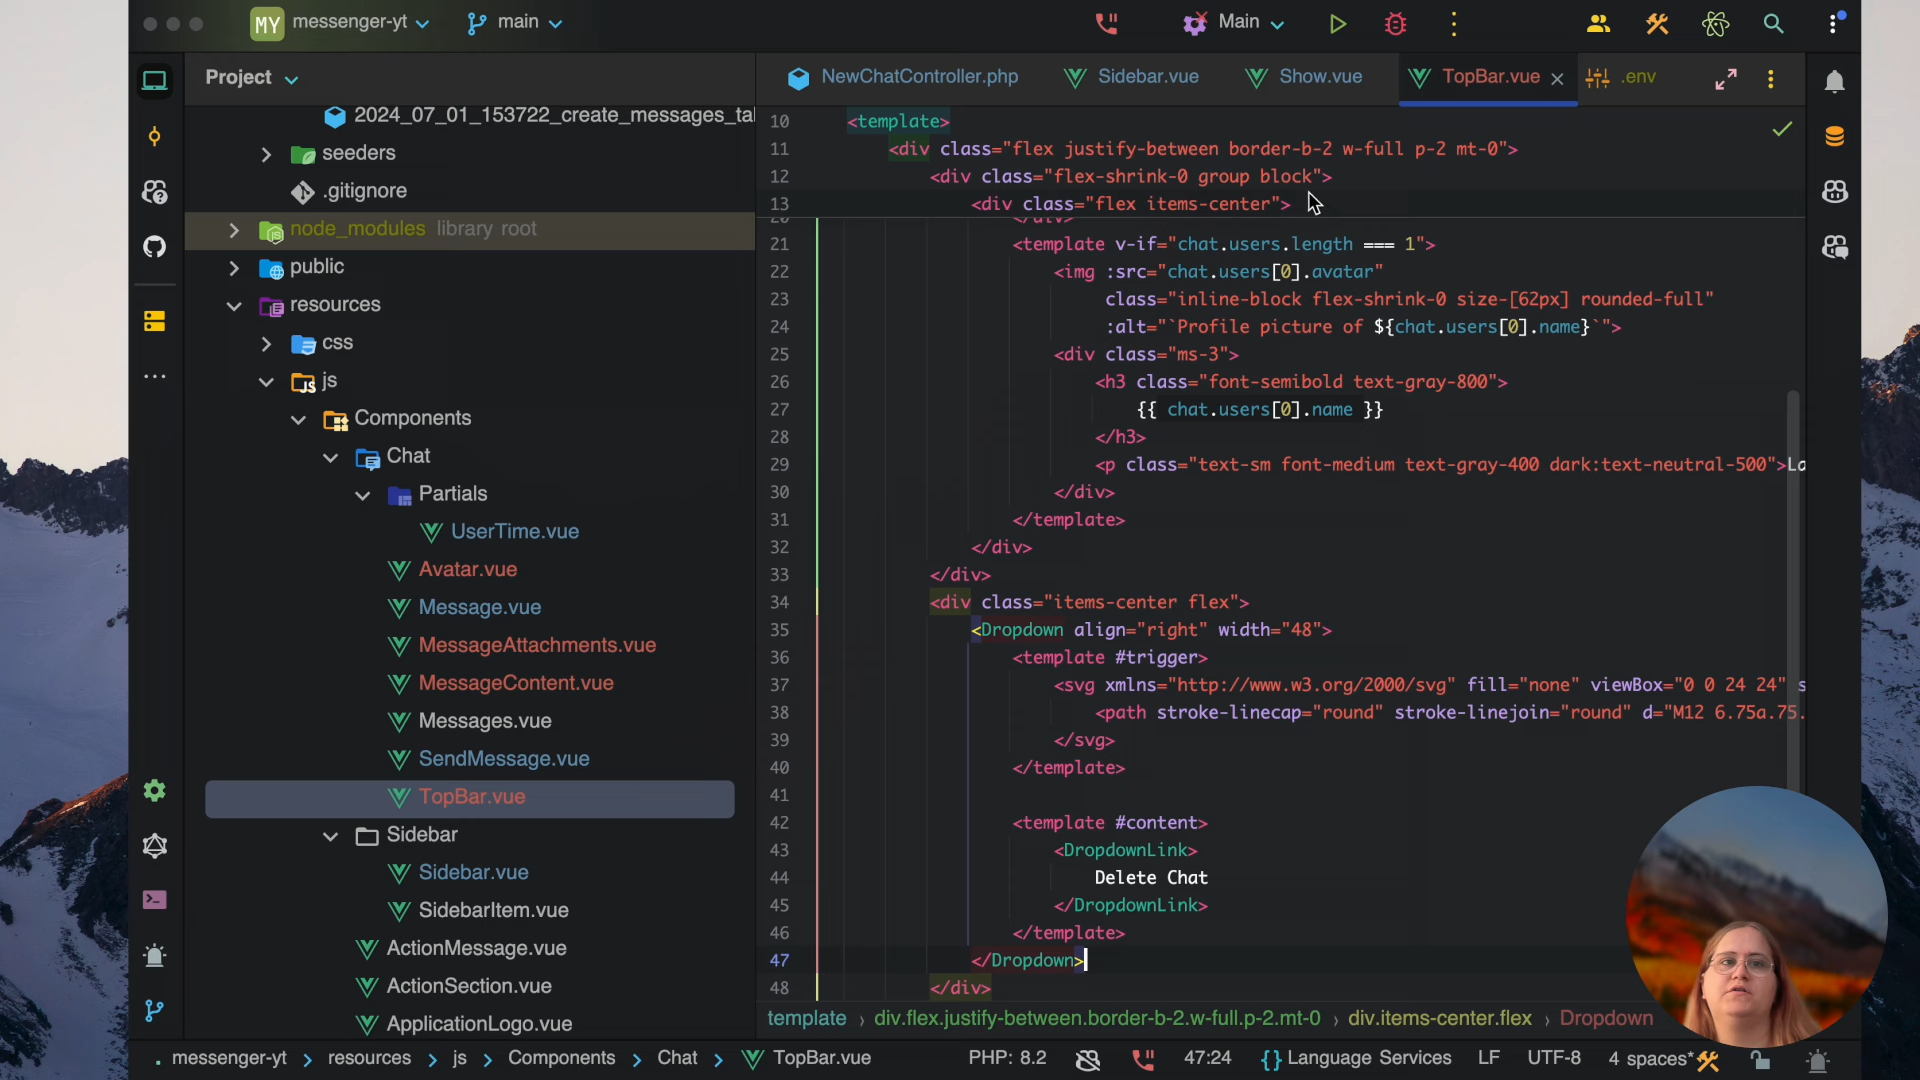 MY messenger-yt main Main
Project
NewChatController.php Sidebar.vue Show.vue TopBar.vue .env
2024_07_01_153722_create_messages_ta
seeders
.gitignore
node_modules library root
public
resources
css
js
Components
Chat
Partials
UserTime.vue
Avatar.vue
Message.vue
MessageAttachments.vue
MessageContent.vue
Messages.vue
SendMessage.vue
TopBar.vue
Sidebar
Sidebar.vue
SidebarItem.vue
ActionMessage.vue
ActionSection.vue
ApplicationLogo.vue
10 <template>
11 <div class="flex justify-between border-b-2 w-full p-2 mt-0">
12 <div class="flex-shrink-0 group block">
13 <div class="flex items-center">
21 <template v-if="chat.users.length === 1">
22 <img :src="chat.users[0].avatar"
23 class="inline-block flex-shrink-0 size-[62px] rounded-full"
24 :alt="`Profile picture of ${chat.users[0].name}`">
25 <div class="ms-3">
26 <h3 class="font-semibold text-gray-800">
27 {{ chat.users[0].name }}
28 </h3>
29 <p class="text-sm font-medium text-gray-400 dark:text-neutral-500">La
30 </div>
31 </template>
32 </div>
33 </div>
34 <div class="items-center flex">
35 <Dropdown align="right" width="48">
36 <template #trigger>
37 <svg xmlns="http://www.w3.org/2000/svg" fill="none" viewBox="0 0 24 24" s
38 <path stroke-linecap="round" stroke-linejoin="round" d="M12 6.75a.75.
39 </svg>
40 </template>
41
42 <template #content>
43 <DropdownLink>
44 Delete Chat
45 </DropdownLink>
46 </template>
47 </Dropdown>
48 </div>
template › div.flex.justify-between.border-b-2.w-full.p-2.mt-0 › div.items-center.flex › Dropdown
messenger-yt › resources › js › Components › Chat › TopBar.vue PHP: 8.2 47:24 {} Language Services LF UTF-8 4 spaces*